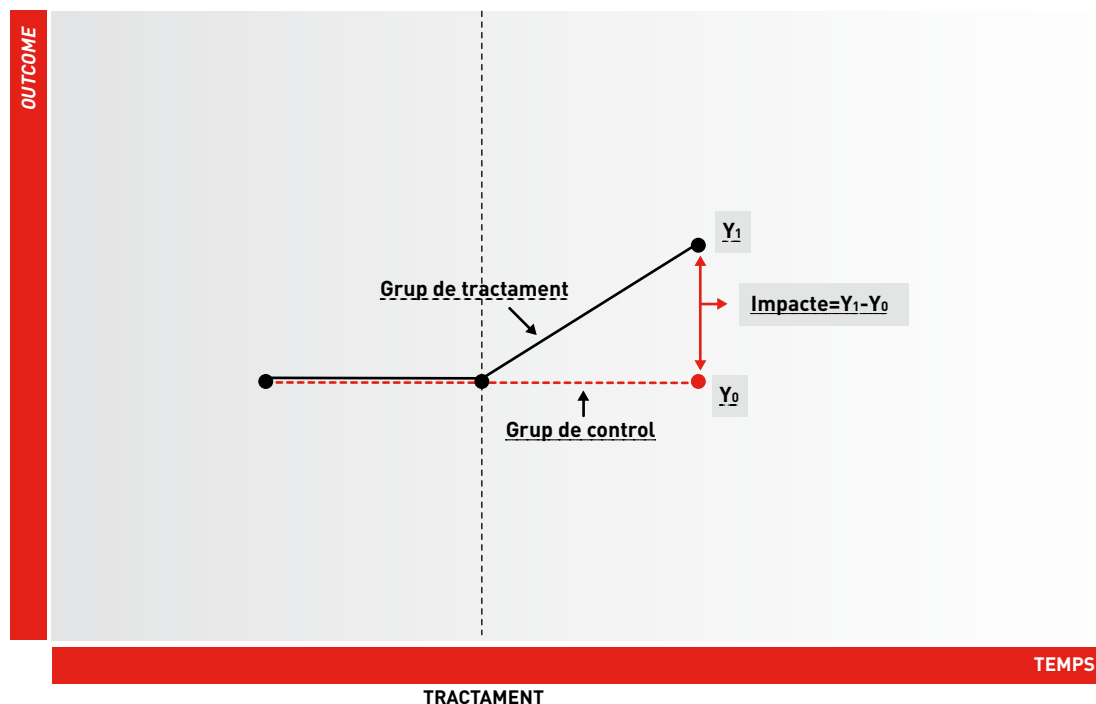 OUTCOME
Y1
Grup de tractament
Impacte=Y1-Y0
Y0
Grup de control
TEMPS
TRACTAMENT